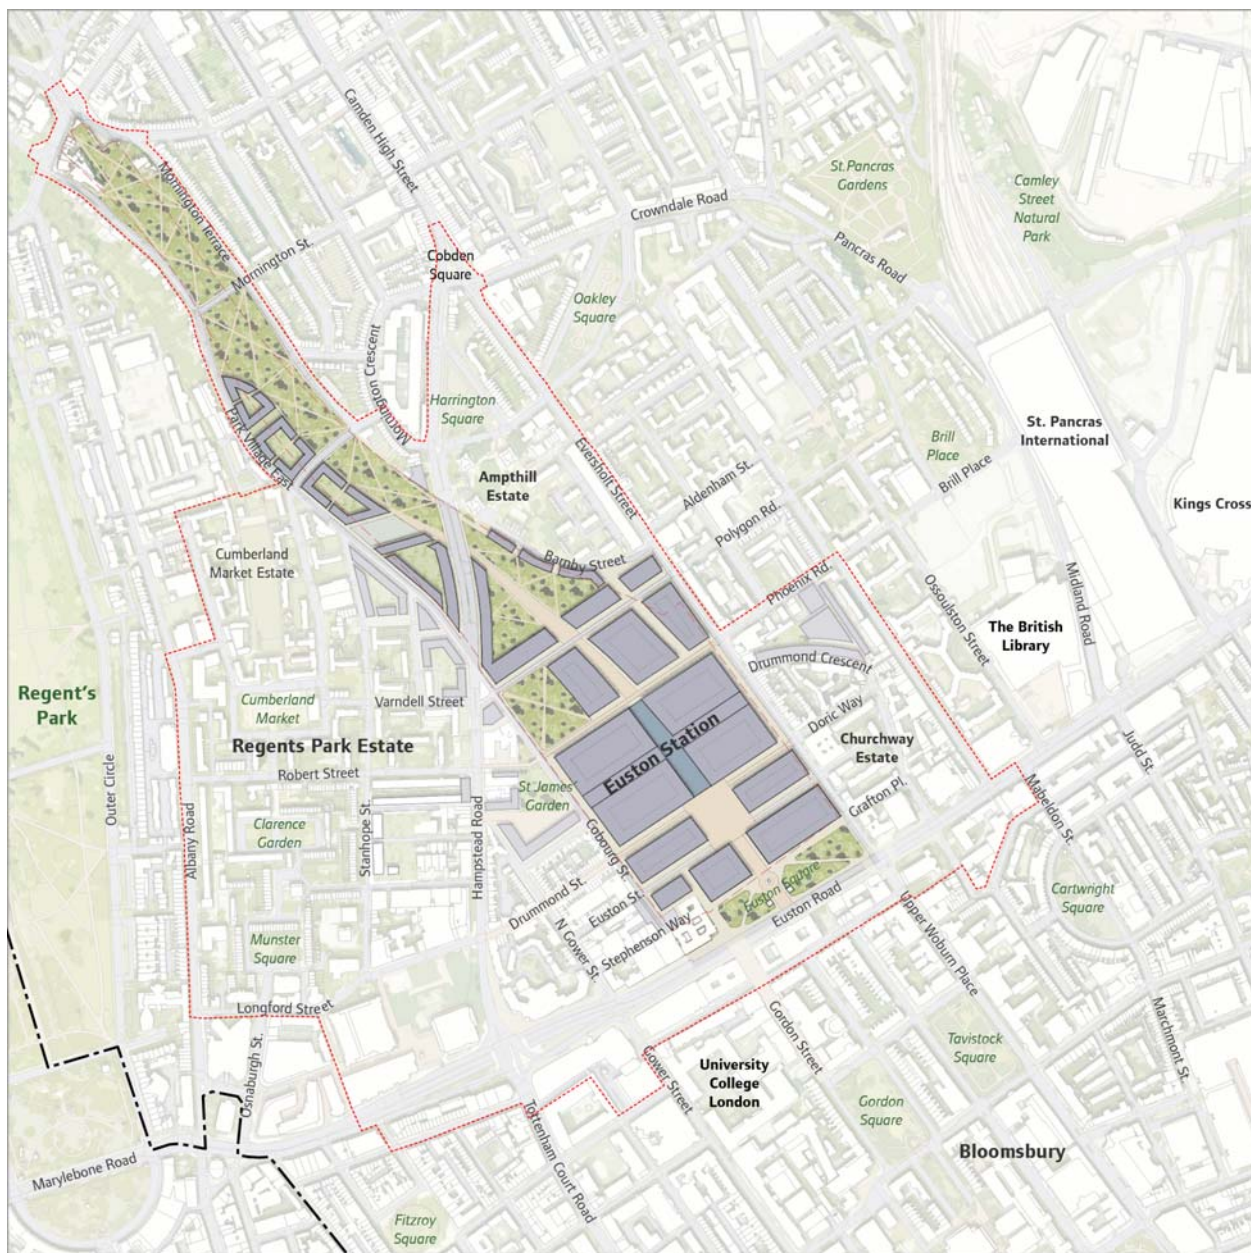 Camden High Street
St. Pancras
Gardens
Camley
Street
Natural
Park
Crowndale Road
Mornington Terrace
Mornington St.
Cobden
Square
Pancras Road
Oakley
Square
Mornington Crescent
Harrington
Square
Park Village East
Eversholt Street
Brill
Place
Brill Place
St. Pancras
International
Kings Cross
Ampthill
Estate
Aldenham St.
Polygon Rd.
Cumberland
Market Estate
Barnby Street
Phoenix Rd.
Ossoulston Street
Midland Road
The British
Library
Drummond Crescent
Regent's
Park
Cumberland
Market
Varndell Street
Regents Park Estate
Robert Street
Euston Station
Doric Way
Churchway
Estate
Judd St.
Outer Circle
Albany Road
St James
Garden
Grafton Pl.
Mabeldon St.
Clarence
Garden
Stanhope St.
Hampstead Road
Cobourg St.
Drummond St.
Euston St.
N Gower St.
Stephenson Way
Euston Square
Euston Road
Upper Woburn Place
Cartwright
Square
Munster
Square
Longford Street
Osnaburgh St.
Gower Street
Gordon Street
University
College
London
Tavistock
Square
Marchmont St.
Gordon
Square
Tottenham Court Road
Bloomsbury
Marylebone Road
Fitzroy
Square